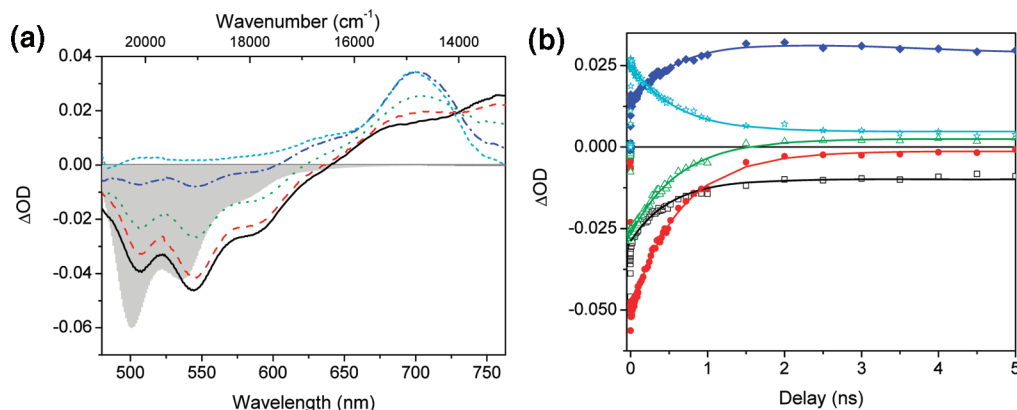 (a)
Wavenumber (cm⁻¹)
20000 18000 16000 14000
0.04
0.02
0.00
-0.02
-0.04
-0.06
ΔOD
500 550 600 650 700 750
Wavelength (nm)
(b)
0.025
0.000
-0.025
-0.050
ΔOD
0 1 2 3 4 5
Delay (ns)